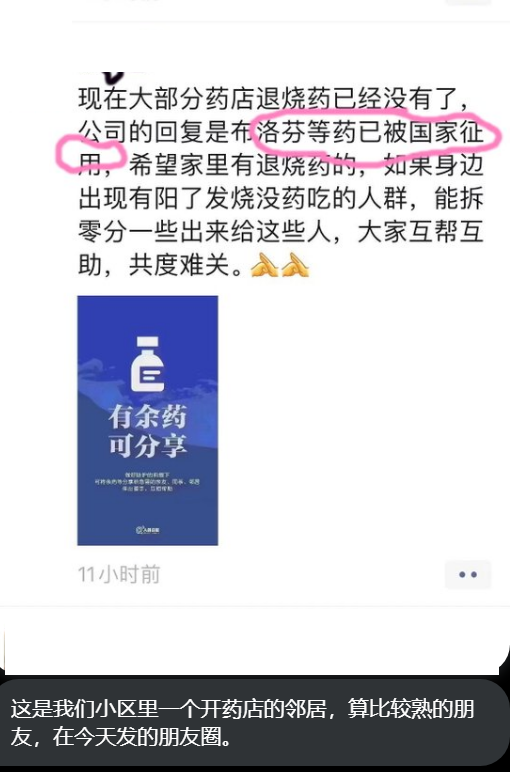 现在大部分药店退烧药已经没有了，
公司的回复是布洛芬等药已被国家征
用，希望家里有退烧药的，如果身边
出现有阳了发烧没药吃的人群，能拆
零分一些出来给这些人，大家互帮互
助，共度难关。
有余药
可分享
11小时前
这是我们小区里一个开药店的邻居，算比较熟的朋
友，在今天发的朋友圈。